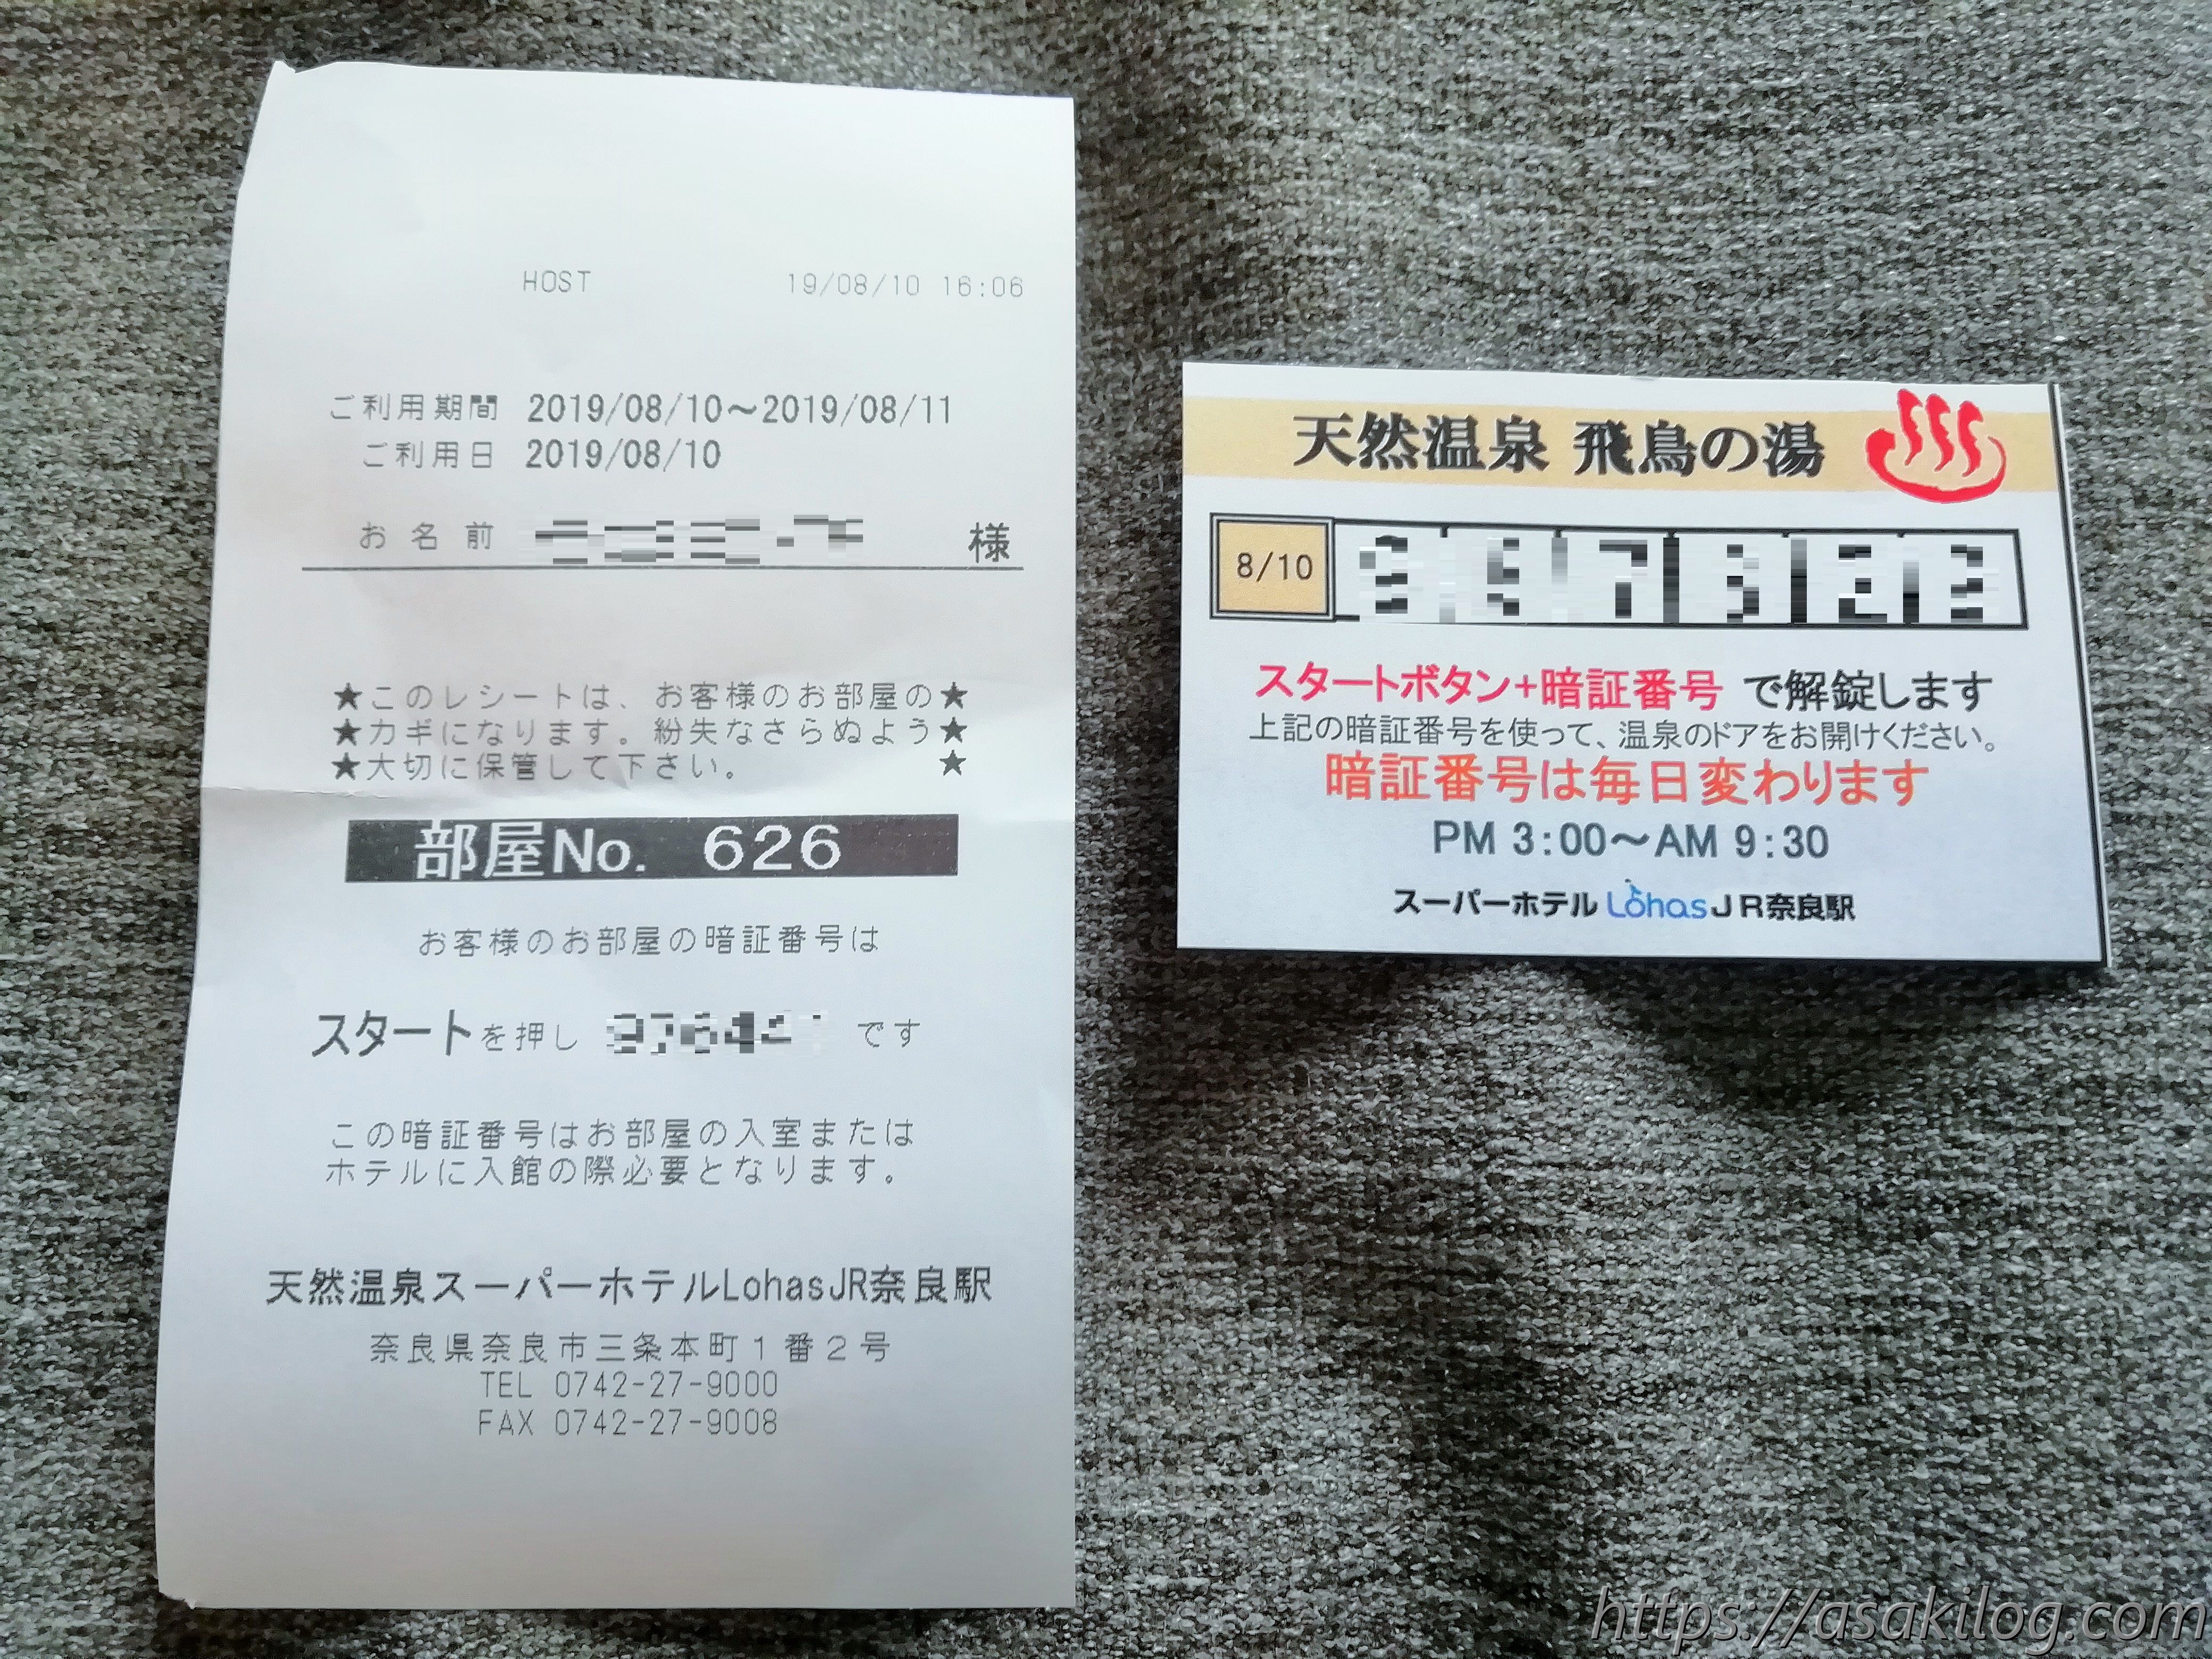 HOST 19/08/10 16:06
ご利用期間 2019/08/10～2019/08/11
ご利用日 2019/08/10
お名前 様
★このレシートは、お客様のお部屋の★
★カギになります。紛失なさらぬよう★
★大切に保管して下さい。 ★
部屋No. 626
お客様のお部屋の暗証番号は
スタートを押し です
この暗証番号はお部屋の入室または
ホテルに入館の際必要となります。
天然温泉スーパーホテルLohasJR奈良駅
奈良県奈良市三条本町１番２号
TEL 0742-27-9000
FAX 0742-27-9008
天然温泉 飛鳥の湯
8/10
スタートボタン+暗証番号 で解錠します
上記の暗証番号を使って、温泉のドアをお開けください。
暗証番号は毎日変わります
PM 3:00～AM 9:30
スーパーホテル Lohas JR奈良駅
https://asakilog.com